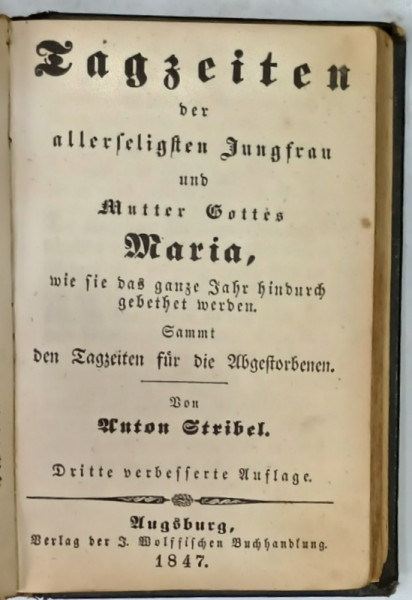 Tagzeiten
der
allerseligsten Jungfrau
und
Mutter Gottes
Maria,
wie sie das ganze Jahr hindurch
gebethet werden.
Sammt
den Tagzeiten für die Abgestorbenen.
Von
Anton Stribel.
Dritte verbesserte Auflage.
Augsburg,
Verlag der J. Wolffischen Buchhandlung.
1847.